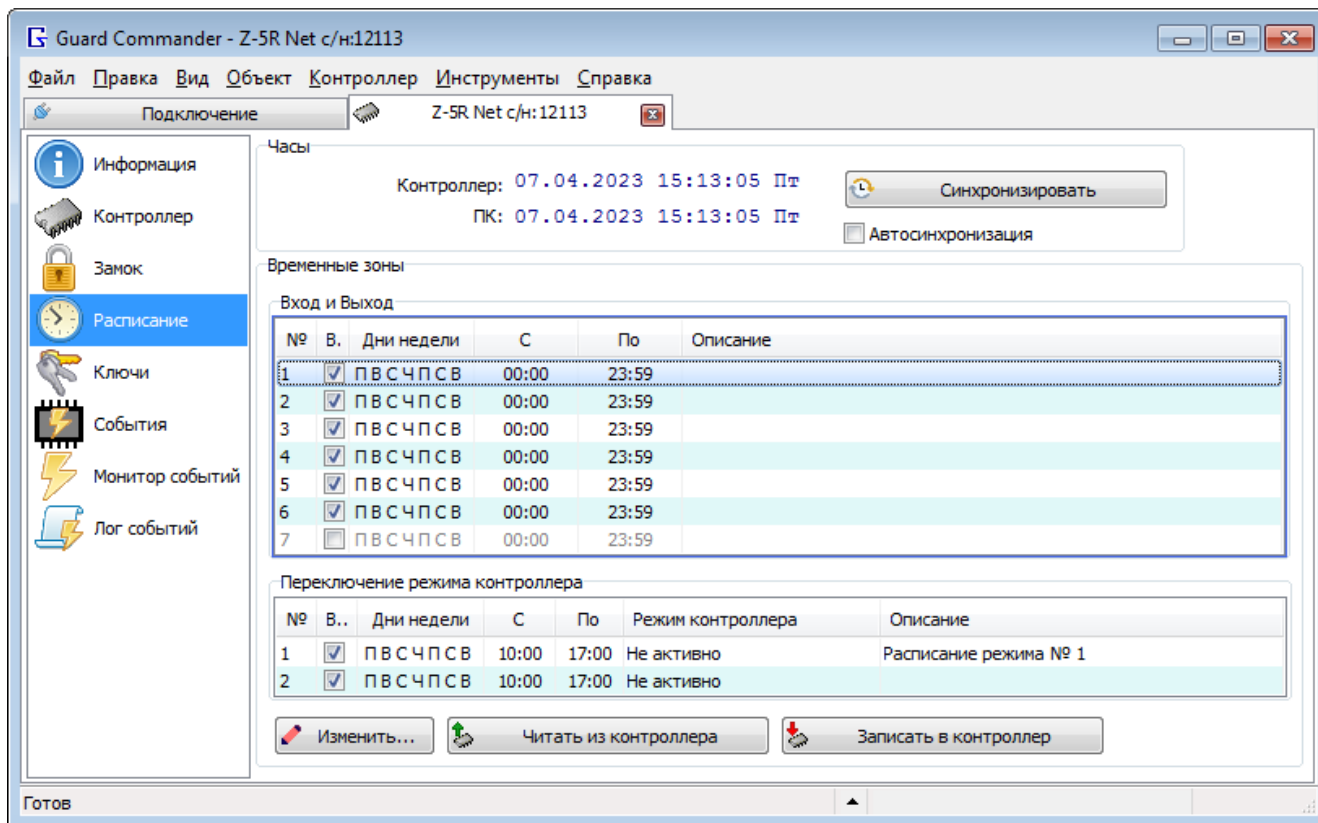 Guard Commander - Z-5R Net с/н:12113
Файл Правка Вид Объект Контроллер Инструменты Справка
Подключение Z-5R Net с/н:12113
Информация
Контроллер
Замок
Расписание
Ключи
События
Монитор событий
Лог событий
Часы
Контроллер: 07.04.2023 15:13:05 Пт
Синхронизировать
ПК: 07.04.2023 15:13:05 Пт
Автосинхронизация
Временные зоны
Вход и Выход
№ В. Дни недели С По Описание
1 П В С Ч П С В 00:00 23:59
2 П В С Ч П С В 00:00 23:59
3 П В С Ч П С В 00:00 23:59
4 П В С Ч П С В 00:00 23:59
5 П В С Ч П С В 00:00 23:59
6 П В С Ч П С В 00:00 23:59
7 П В С Ч П С В 00:00 23:59
Переключение режима контроллера
№ В.. Дни недели С По Режим контроллера Описание
1 П В С Ч П С В 10:00 17:00 Не активно Расписание режима № 1
2 П В С Ч П С В 10:00 17:00 Не активно
Изменить... Читать из контроллера Записать в контроллер
Готов